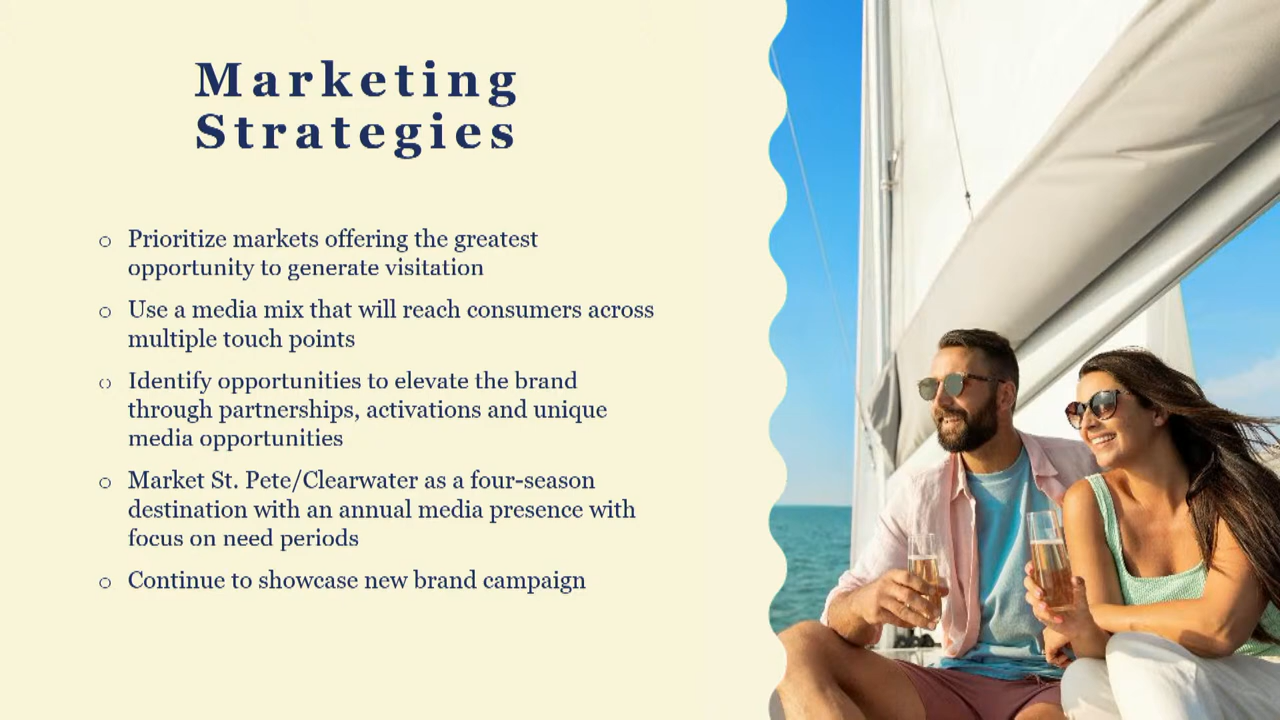 Marketing
Strategies
o Prioritize markets offering the greatest
opportunity to generate visitation
o Use a media mix that will reach consumers across
multiple touch points
o Identify opportunities to elevate the brand
through partnerships, activations and unique
media opportunities
o Market St. Pete/Clearwater as a four-season
destination with an annual media presence with
focus on need periods
o Continue to showcase new brand campaign